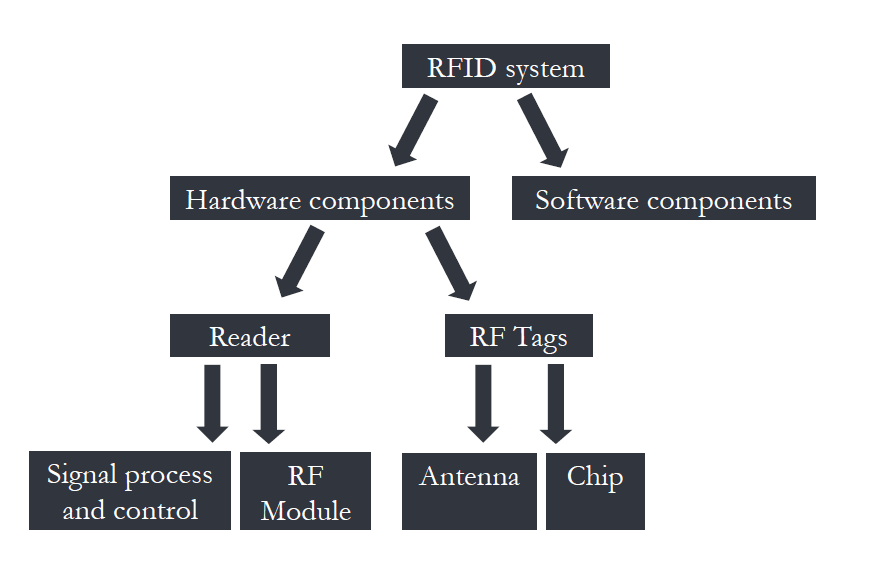 RFID system
Hardware components
Software components
Reader
RF Tags
Signal process
and control
RF
Module
Antenna
Chip